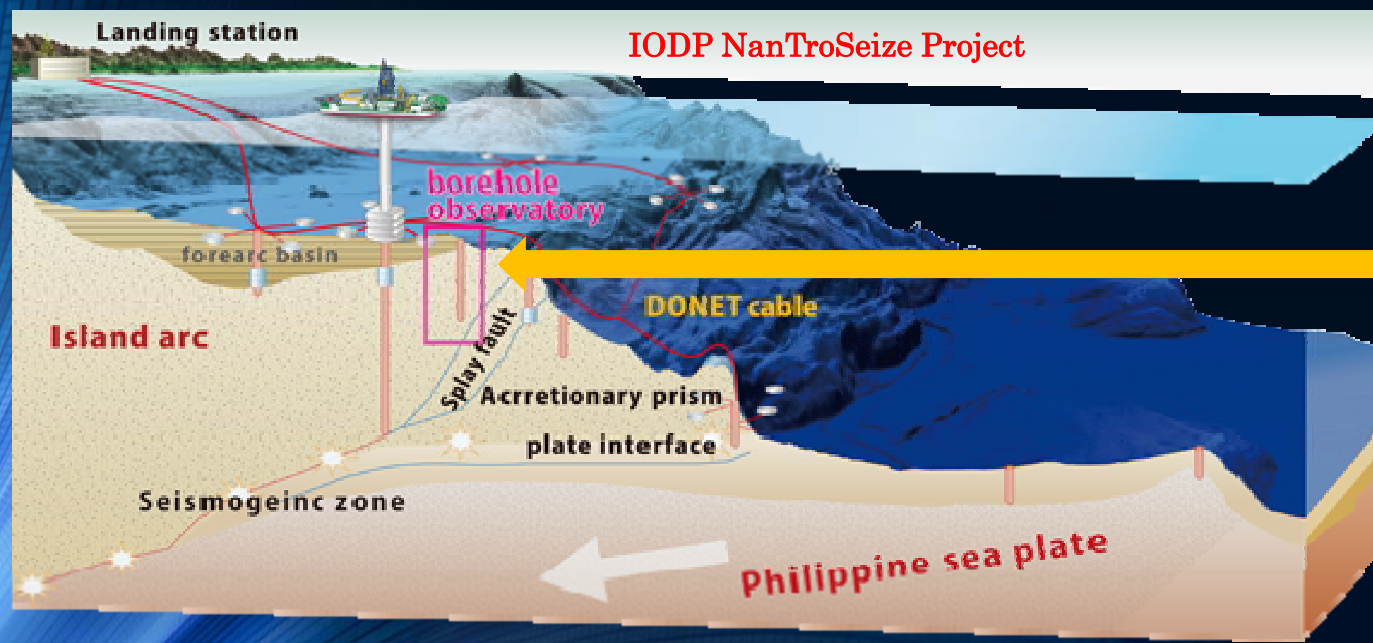 Landing station
IODP NanTroSeize Project
borehole
observatory
forearc basin
DONET cable
Island arc
Splay fault
Acrretionary prism
plate interface
Seismogeinc zone
Philippine sea plate